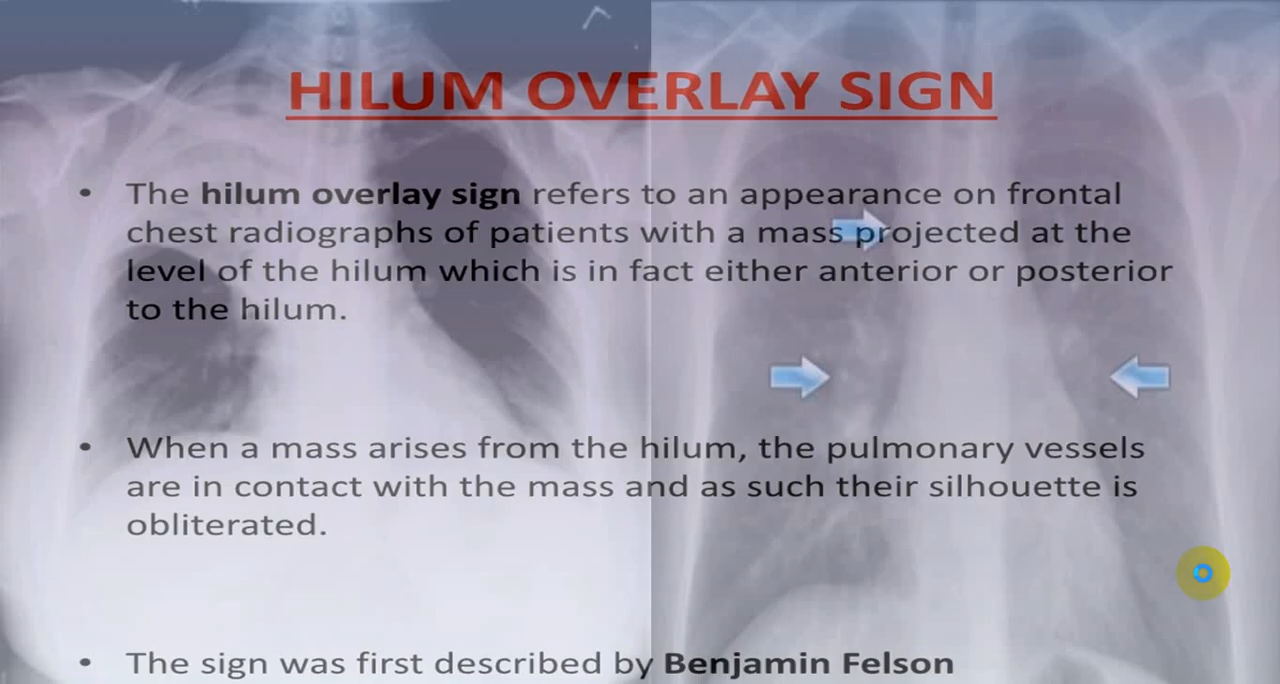 HILUM OVERLAY SIGN
• The hilum overlay sign refers to an appearance on frontal
chest radiographs of patients with a mass projected at the
level of the hilum which is in fact either anterior or posterior
to the hilum.
• When a mass arises from the hilum, the pulmonary vessels
are in contact with the mass and as such their silhouette is
obliterated.
• The sign was first described by Benjamin Felson